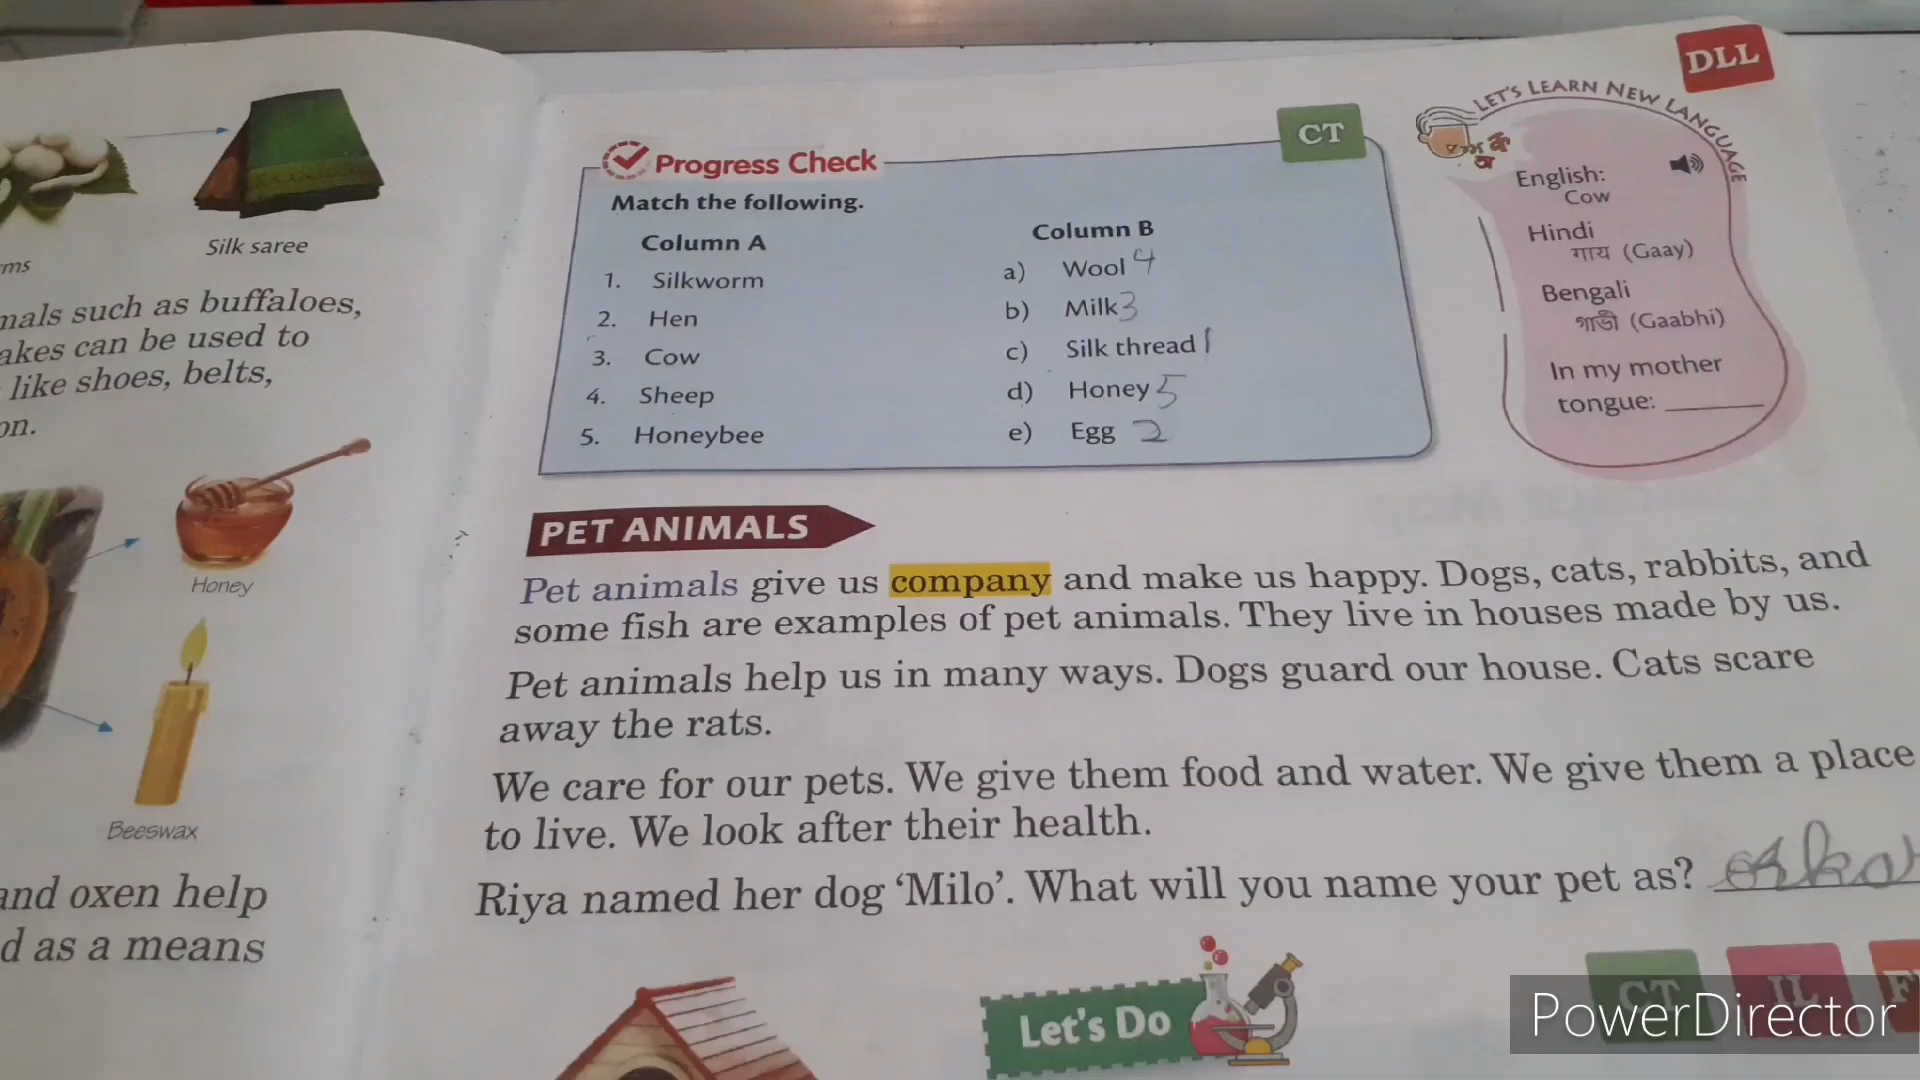 Silk saree
rms
mals such as buffaloes,
akes can be used to
like shoes, belts,
on.
Honey
Beeswax
and oxen help
d as a means
DLL
LET'S LEARN NEW LANGUAGE
English:
Cow
Hindi
गाय (Gaay)
Bengali
গাভী (Gaabhi)
In my mother
tongue:
CT
Progress Check
Match the following.
Column A Column B
1. Silkworm a) Wool 4
2. Hen b) Milk 3
3. Cow c) Silk thread 1
4. Sheep d) Honey 5
5. Honeybee e) Egg 2
PET ANIMALS
Pet animals give us company and make us happy. Dogs, cats, rabbits, and
some fish are examples of pet animals. They live in houses made by us.
Pet animals help us in many ways. Dogs guard our house. Cats scare
away the rats.
We care for our pets. We give them food and water. We give them a place
to live. We look after their health.
Riya named her dog ‘Milo’. What will you name your pet as?
Let's Do
CT IL F
PowerDirector